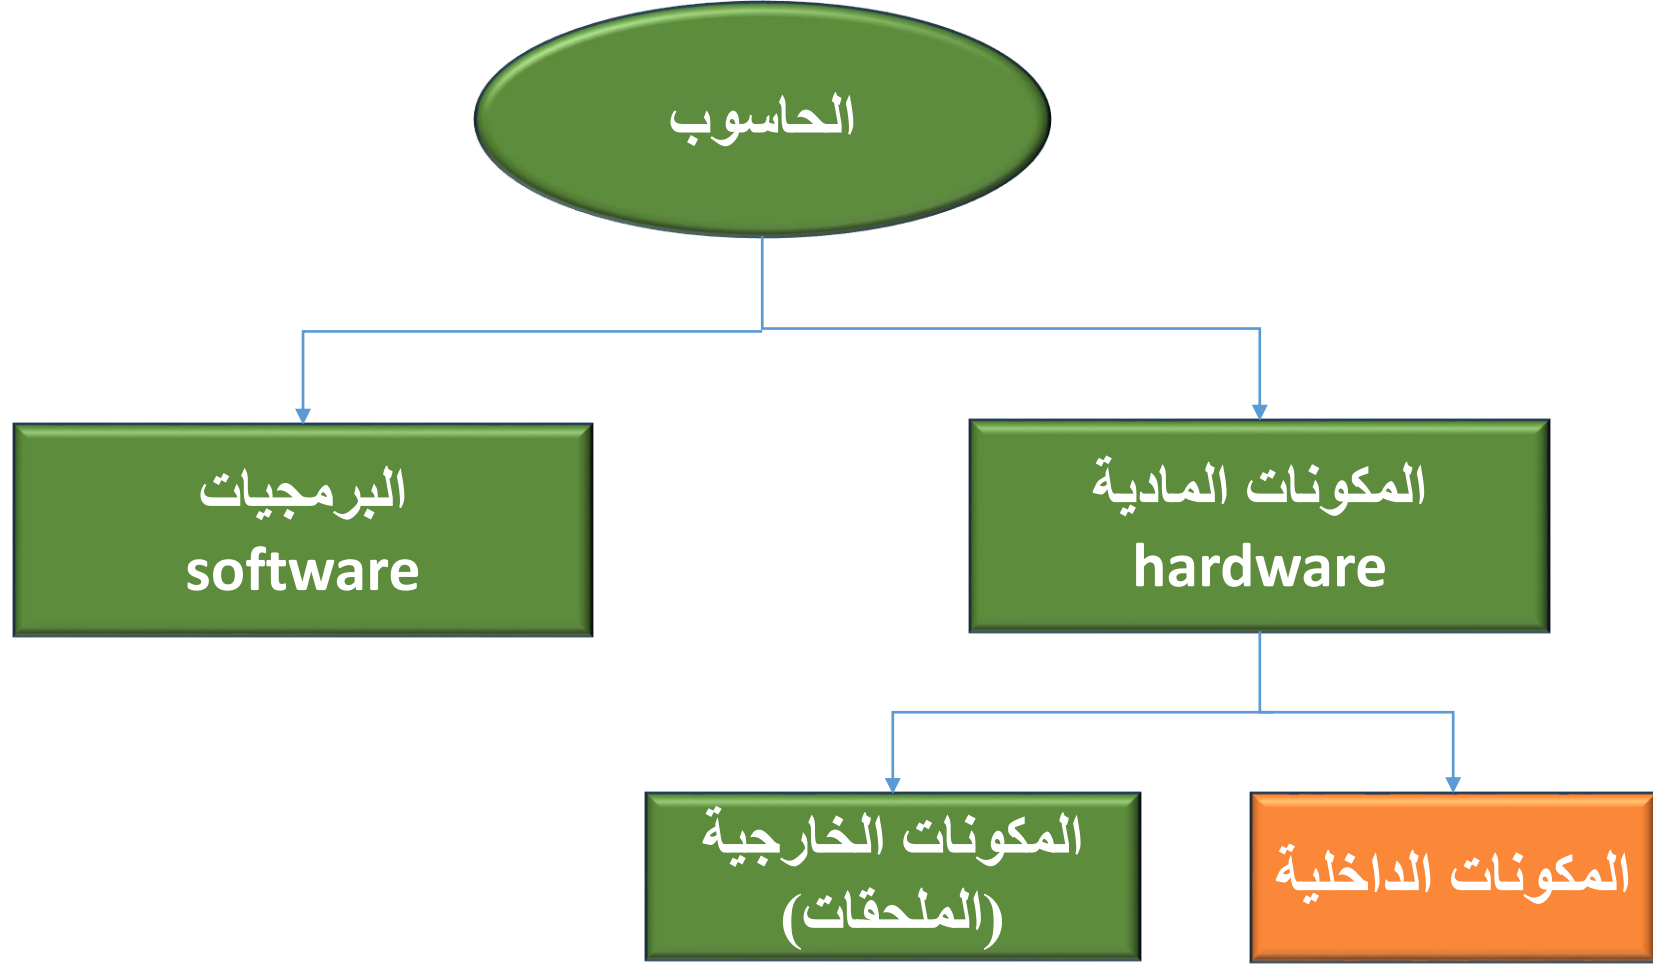 الحاسوب
المكونات المادية
hardware
البرمجيات
software
المكونات الداخلية
المكونات الخارجية
(الملحقات)